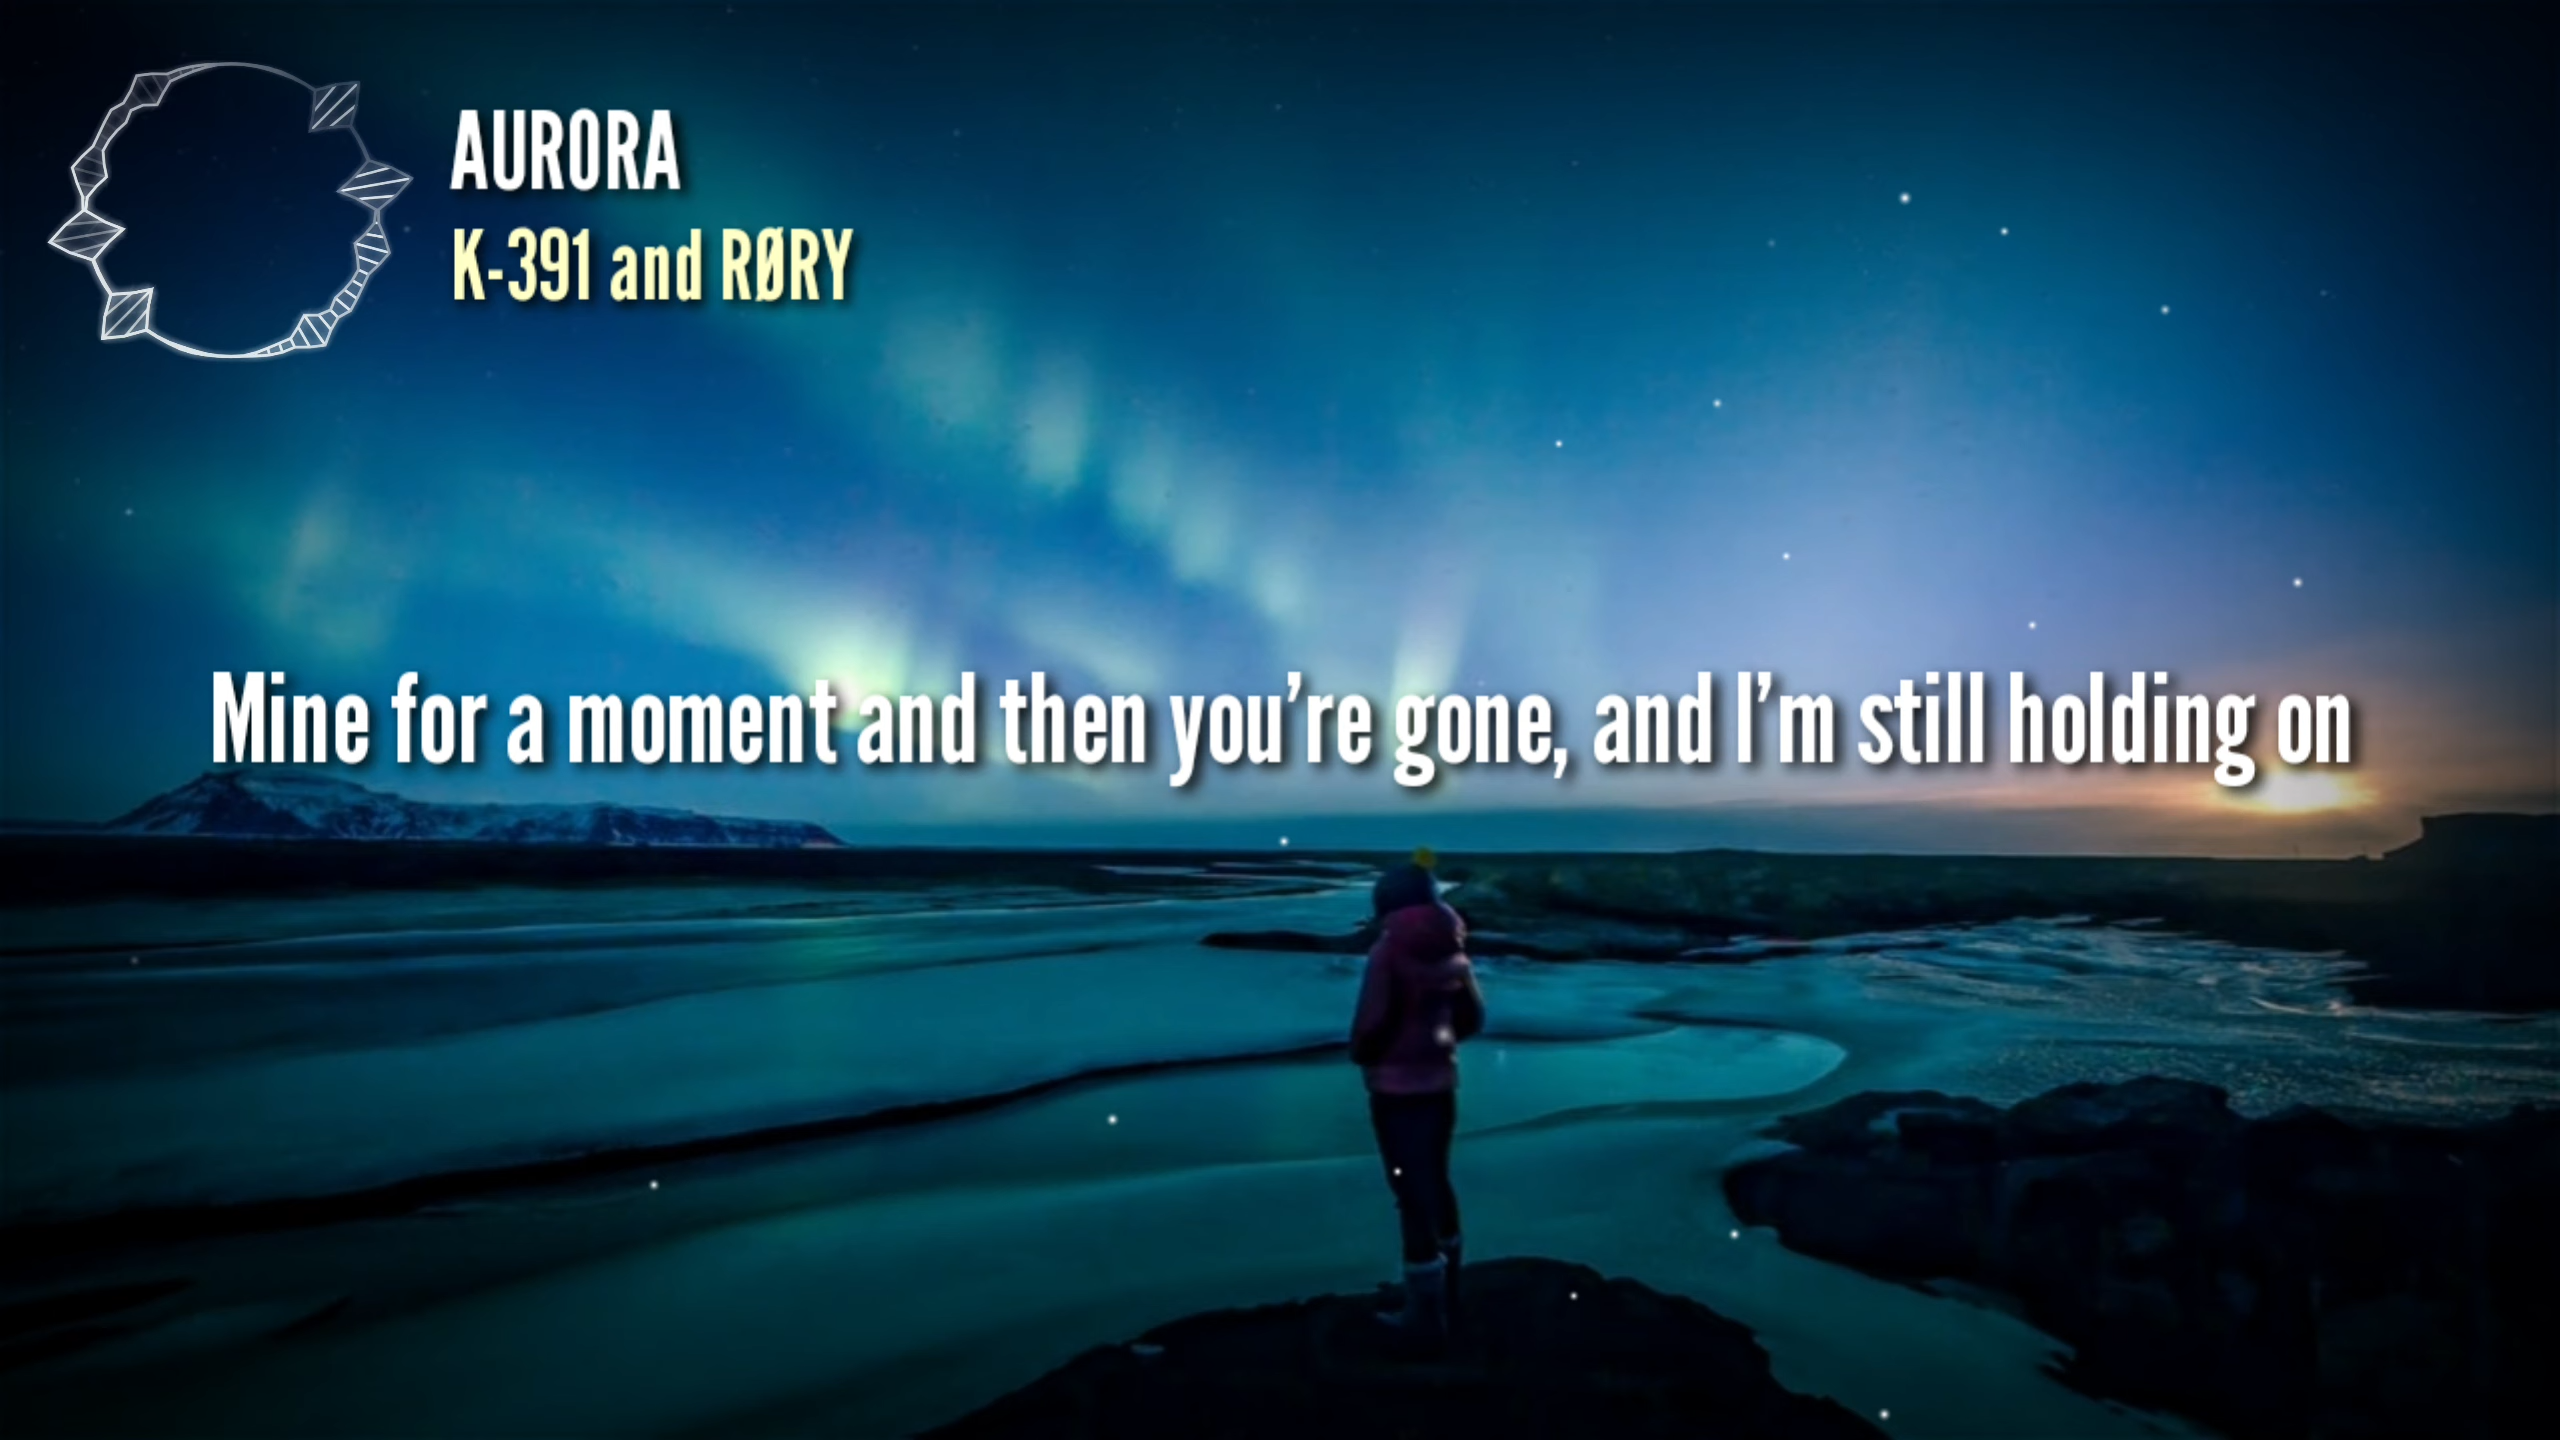 AURORA
K-391 and RØRY
Mine for a moment and then you’re gone, and I’m still holding on